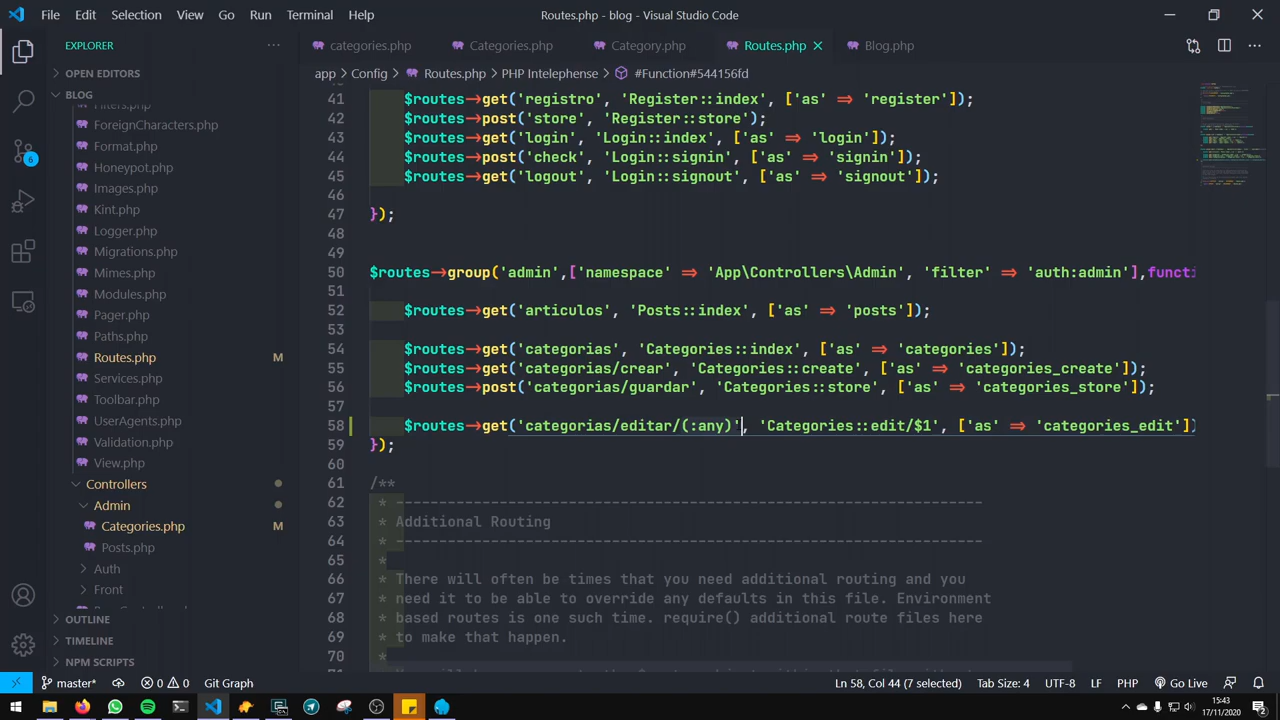 File Edit Selection View Go Run Terminal Help
Routes.php - blog - Visual Studio Code
EXPLORER
categories.php
Categories.php
Category.php
Routes.php
Blog.php
OPEN EDITORS
app > Config > Routes.php > PHP Intelephense > #Function#544156fd
BLOG
Filters.php
ForeignCharacters.php
Format.php
Honeypot.php
Images.php
Kint.php
Logger.php
Migrations.php
Mimes.php
Modules.php
Pager.php
Paths.php
Routes.php M
Services.php
Toolbar.php
UserAgents.php
Validation.php
View.php
Controllers
Admin
Categories.php M
Posts.php
Auth
Front
OUTLINE
TIMELINE
NPM SCRIPTS
6
41 $routes->get('registro', 'Register::index', ['as' => 'register']);
42 $routes->post('store', 'Register::store');
43 $routes->get('login', 'Login::index', ['as' => 'login']);
44 $routes->post('check', 'Login::signin', ['as' => 'signin']);
45 $routes->get('logout', 'Login::signout', ['as' => 'signout']);
46
47 });
48
49
50 $routes->group('admin',['namespace' => 'App\Controllers\Admin', 'filter' => 'auth:admin'],functi
51
52 $routes->get('articulos', 'Posts::index', ['as' => 'posts']);
53
54 $routes->get('categorias', 'Categories::index', ['as' => 'categories']);
55 $routes->get('categorias/crear', 'Categories::create', ['as' => 'categories_create']);
56 $routes->post('categorias/guardar', 'Categories::store', ['as' => 'categories_store']);
57
58 $routes->get('categorias/editar/(:any)', 'Categories::edit/$1', ['as' => 'categories_edit'])
59 });
60
61 /**
62 * --------------------------------------------------------------------
63 * Additional Routing
64 * --------------------------------------------------------------------
65 *
66 * There will often be times that you need additional routing and you
67 * need it to be able to override any defaults in this file. Environment
68 * based routes is one such time. require() additional route files here
69 * to make that happen.
70 *
master* 0 0 Git Graph
Ln 58, Col 44 (7 selected) Tab Size: 4 UTF-8 LF PHP Go Live
15:43
17/11/2020
2